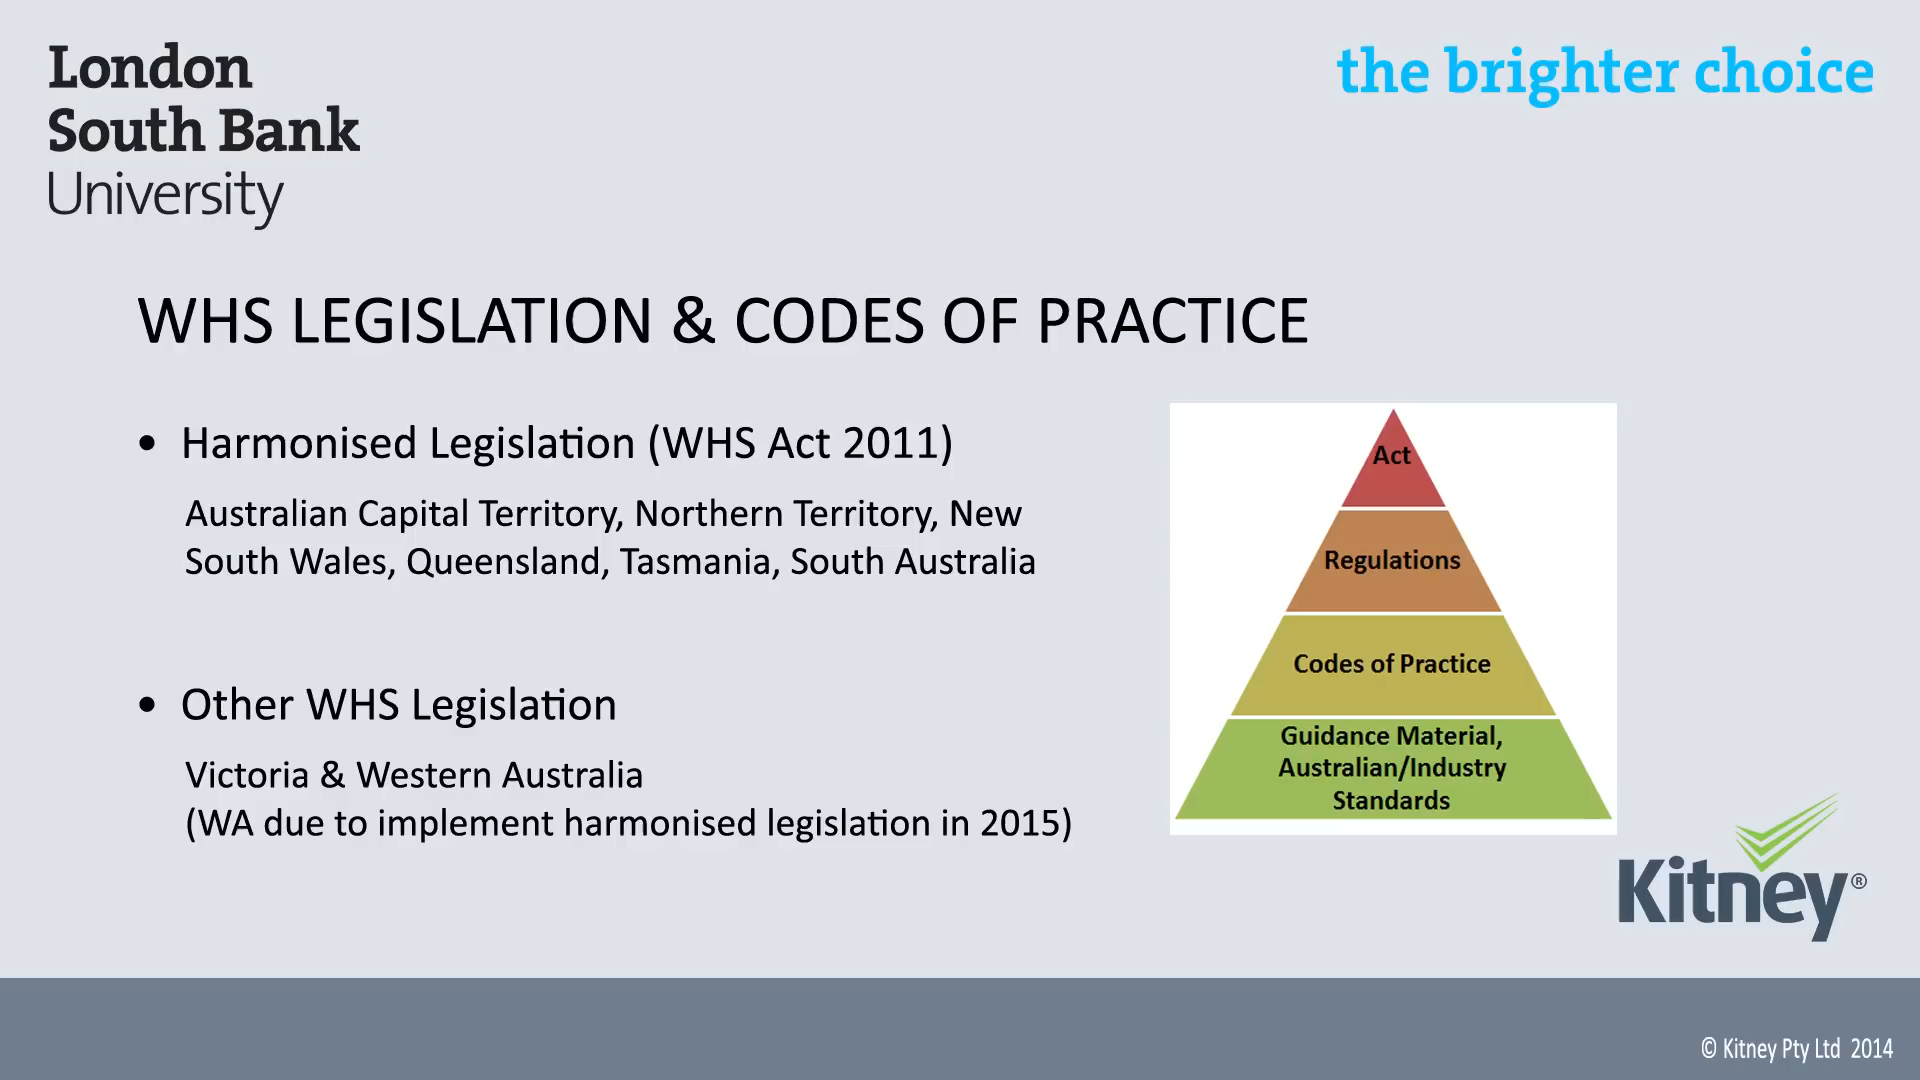 London
South Bank
University
the brighter choice
WHS LEGISLATION & CODES OF PRACTICE
• Harmonised Legislation (WHS Act 2011)
Australian Capital Territory, Northern Territory, New
South Wales, Queensland, Tasmania, South Australia
• Other WHS Legislation
Victoria & Western Australia
(WA due to implement harmonised legislation in 2015)
Act
Regulations
Codes of Practice
Guidance Material,
Australian/Industry
Standards
Kitney®
© Kitney Pty Ltd 2014